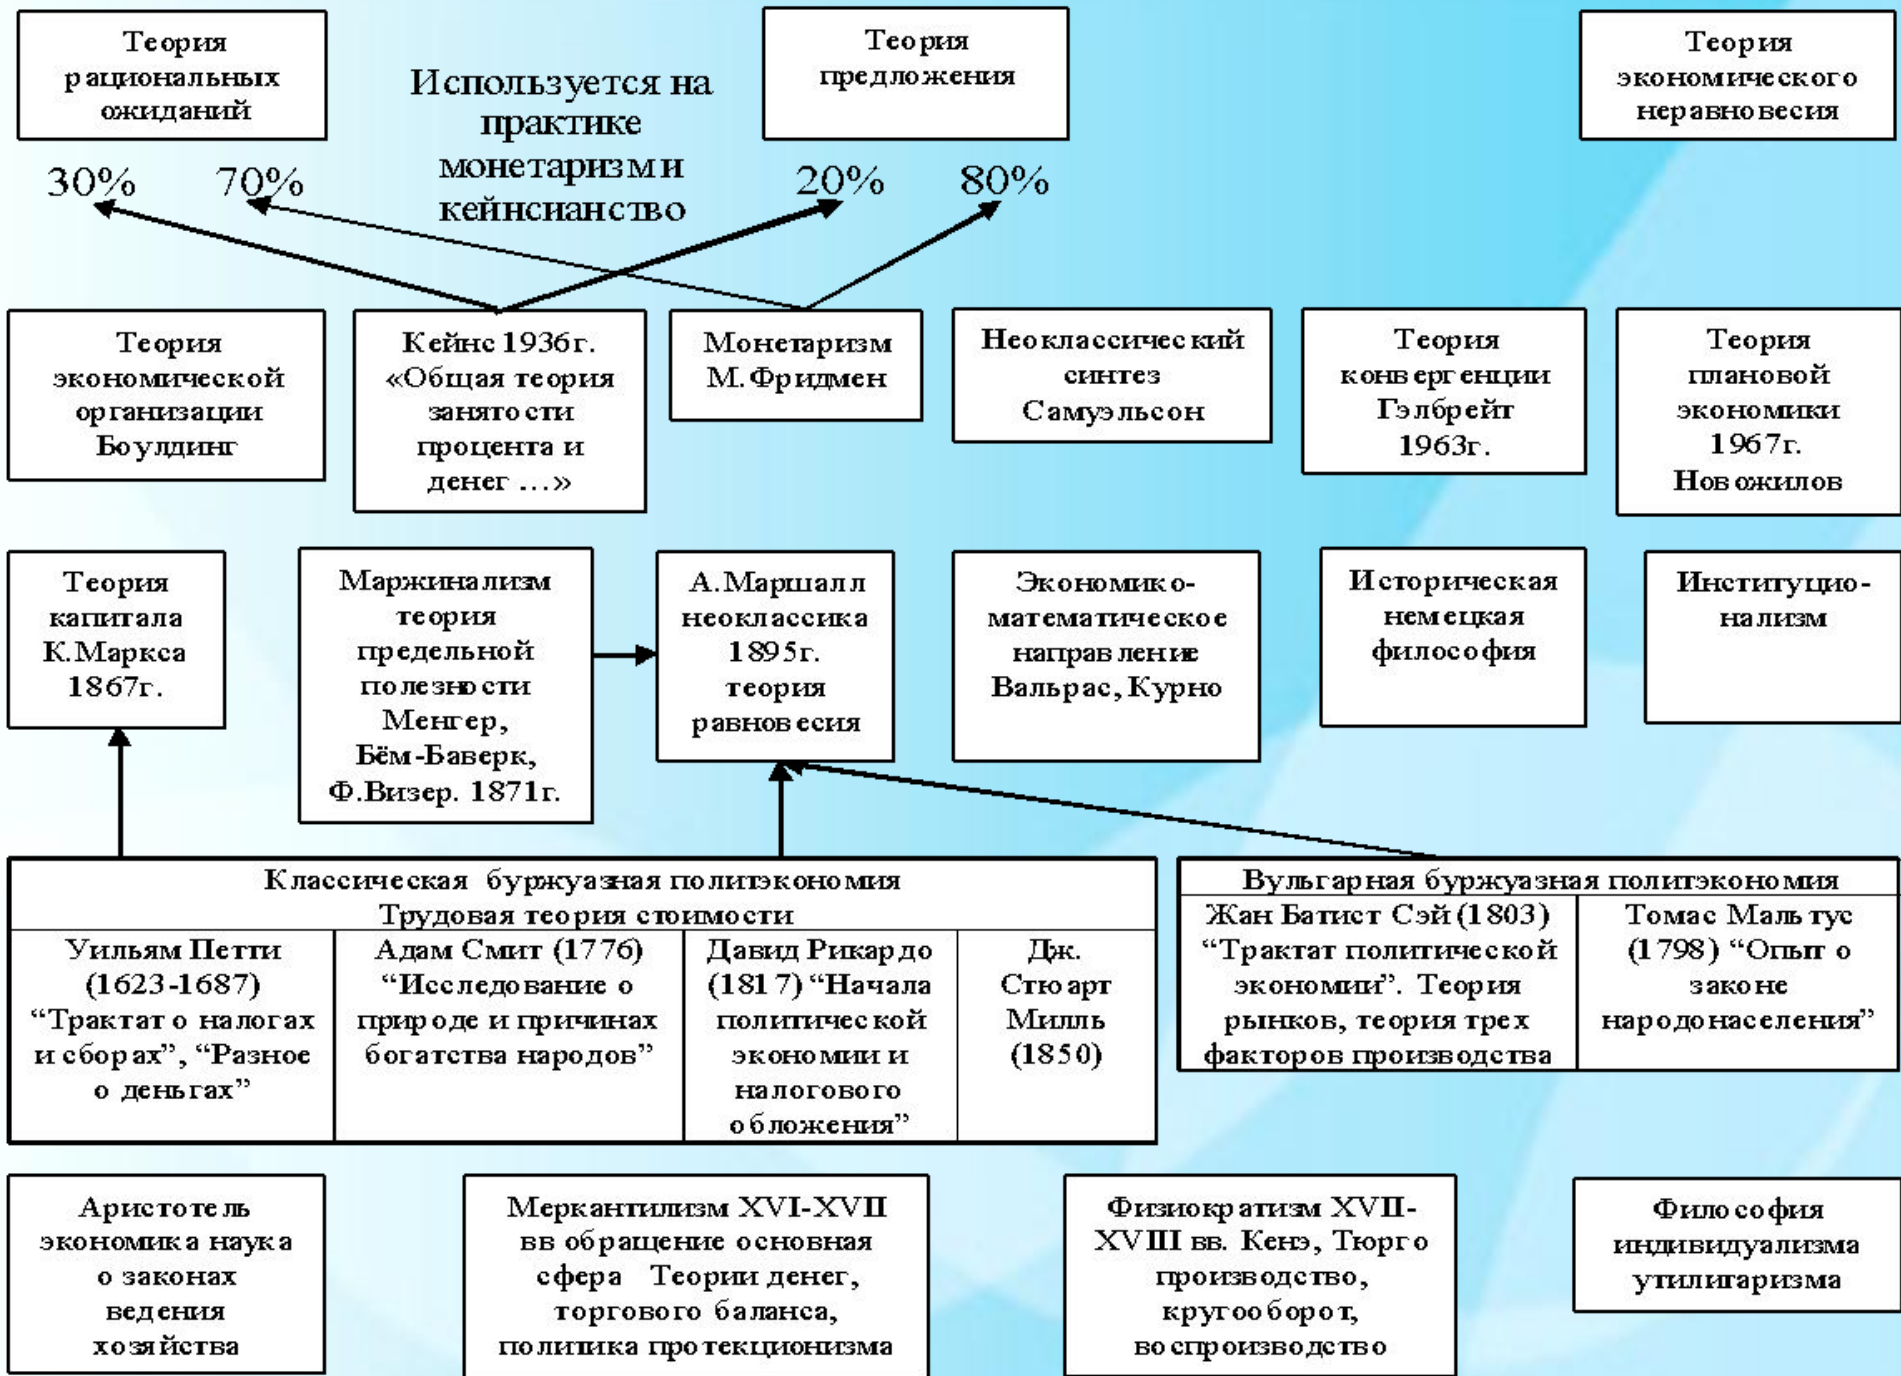 Теория
рациональных
ожиданий
Используется на
практике
монетаризм и
кейнсианство
Теория
предложения
Теория
экономического
неравновесия
30%
70%
20%
80%
Теория
экономической
организации
Боулдинг
Кейнс 1936г.
«Общая теория
занятости
процента и
денег ...»
Монетаризм
М.Фридмен
Неоклассический
синтез
Самуэльсон
Теория
конвергенции
Гэлбрейт
1963г.
Теория
плановой
экономики
1967г.
Новожилов
Теория
капитала
К.Маркса
1867г.
Маржинализм
теория
предельной
полезности
Менгер,
Бём-Баверк,
Ф.Визер. 1871г.
А.Маршалл
неоклассика
1895г.
теория
равновесия
Экономико-
математическое
направление
Вальрас, Курно
Историческая
немецкая
философия
Институцио-
нализм
Классическая буржуазная политэкономия
Трудовая теория стоимости
Уильям Петти
(1623-1687)
“Трактат о налогах
и сборах”, “Разное
о деньгах”
Адам Смит (1776)
“Исследование о
природе и причинах
богатства народов”
Давид Рикардо
(1817) “Начала
политической
экономии и
налогового
обложения”
Дж.
Стюарт
Милль
(1850)
Вульгарная буржуазная политэкономия
Жан Батист Сэй (1803)
“Трактат политической
экономии”. Теория
рынков, теория трех
факторов производства
Томас Мальтус
(1798) “Опыт о
законе
народонаселения”
Аристотель
экономика наука
о законах
ведения
хозяйства
Меркантилизм XVI-XVII
вв обращение основная
сфера Теории денег,
торгового баланса,
политика протекционизма
Физиократизм XVII-
XVIII вв. Кенэ, Тюрго
производство,
кругооборот,
воспроизводство
Философия
индивидуализма
утилитаризма